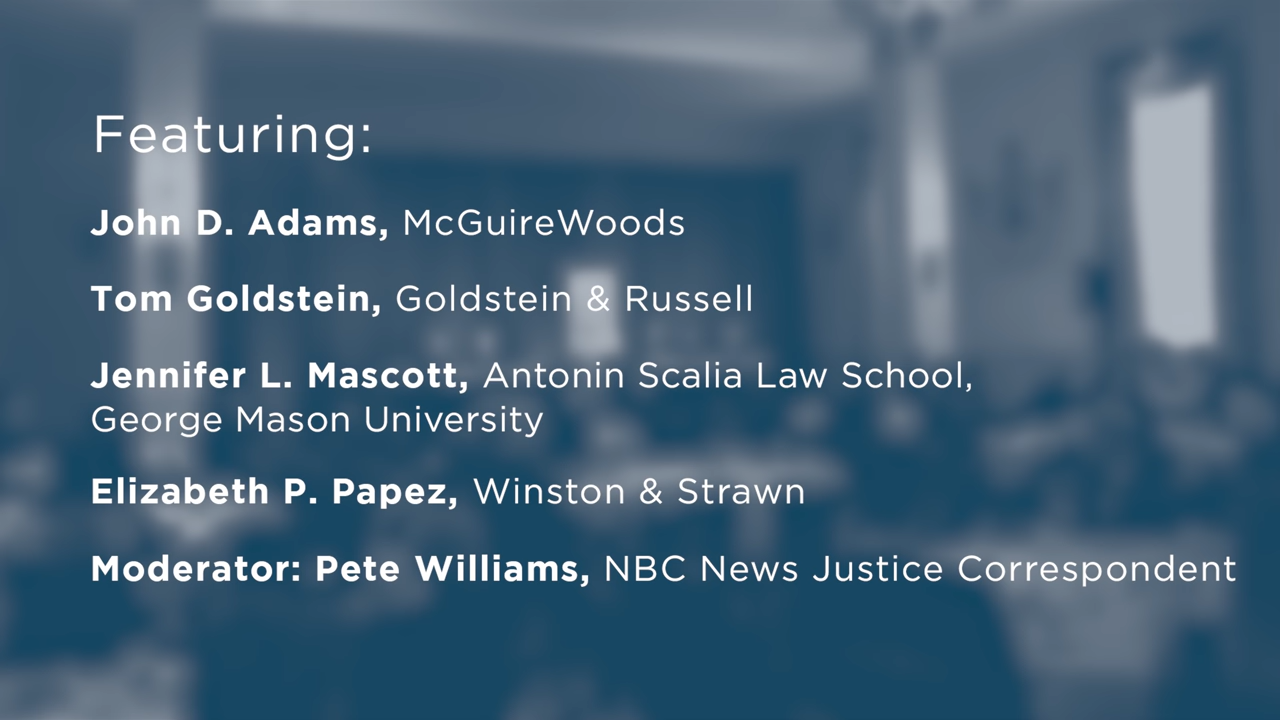 Featuring:
John D. Adams, McGuireWoods
Tom Goldstein, Goldstein & Russell
Jennifer L. Mascott, Antonin Scalia Law School,
George Mason University
Elizabeth P. Papez, Winston & Strawn
Moderator: Pete Williams, NBC News Justice Correspondent